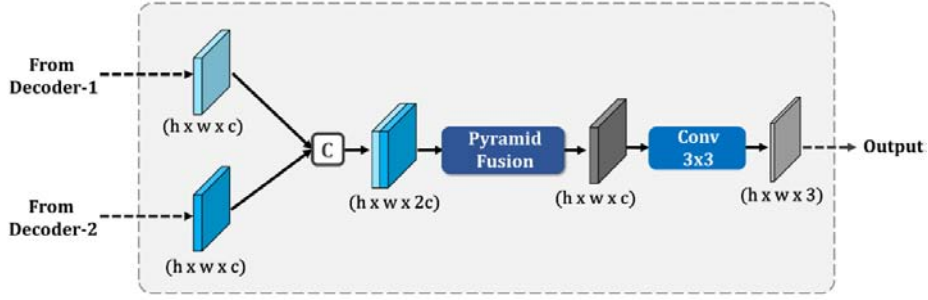 From
Decoder-1
(h x w x c)
From
Decoder-2
(h x w x c)
C
(h x w x 2c)
Pyramid
Fusion
(h x w x c)
Conv
3x3
(h x w x 3)
Output